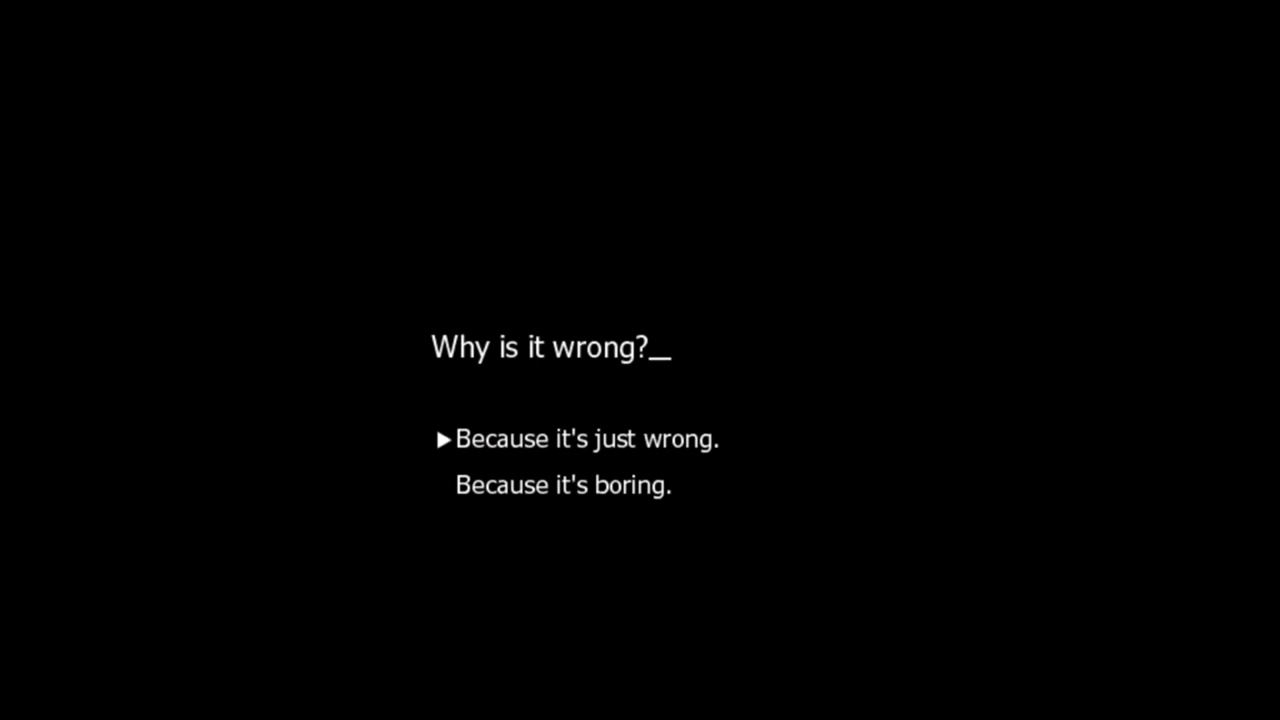 Why is it wrong?_
▶Because it's just wrong.
Because it's boring.